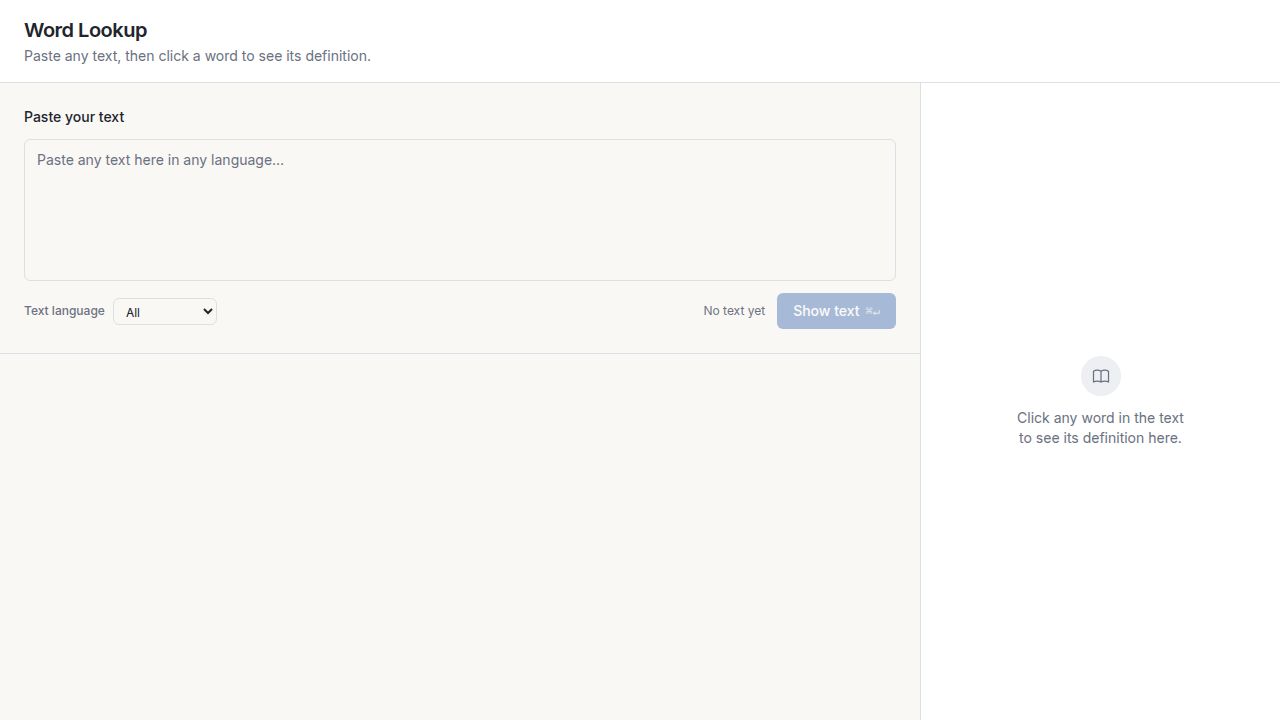 Word Lookup
Paste any text, then click a word to see its definition.
Paste your text
Paste any text here in any language...
Text language
All
No text yet
Show text ⌘↵
Click any word in the text
to see its definition here.